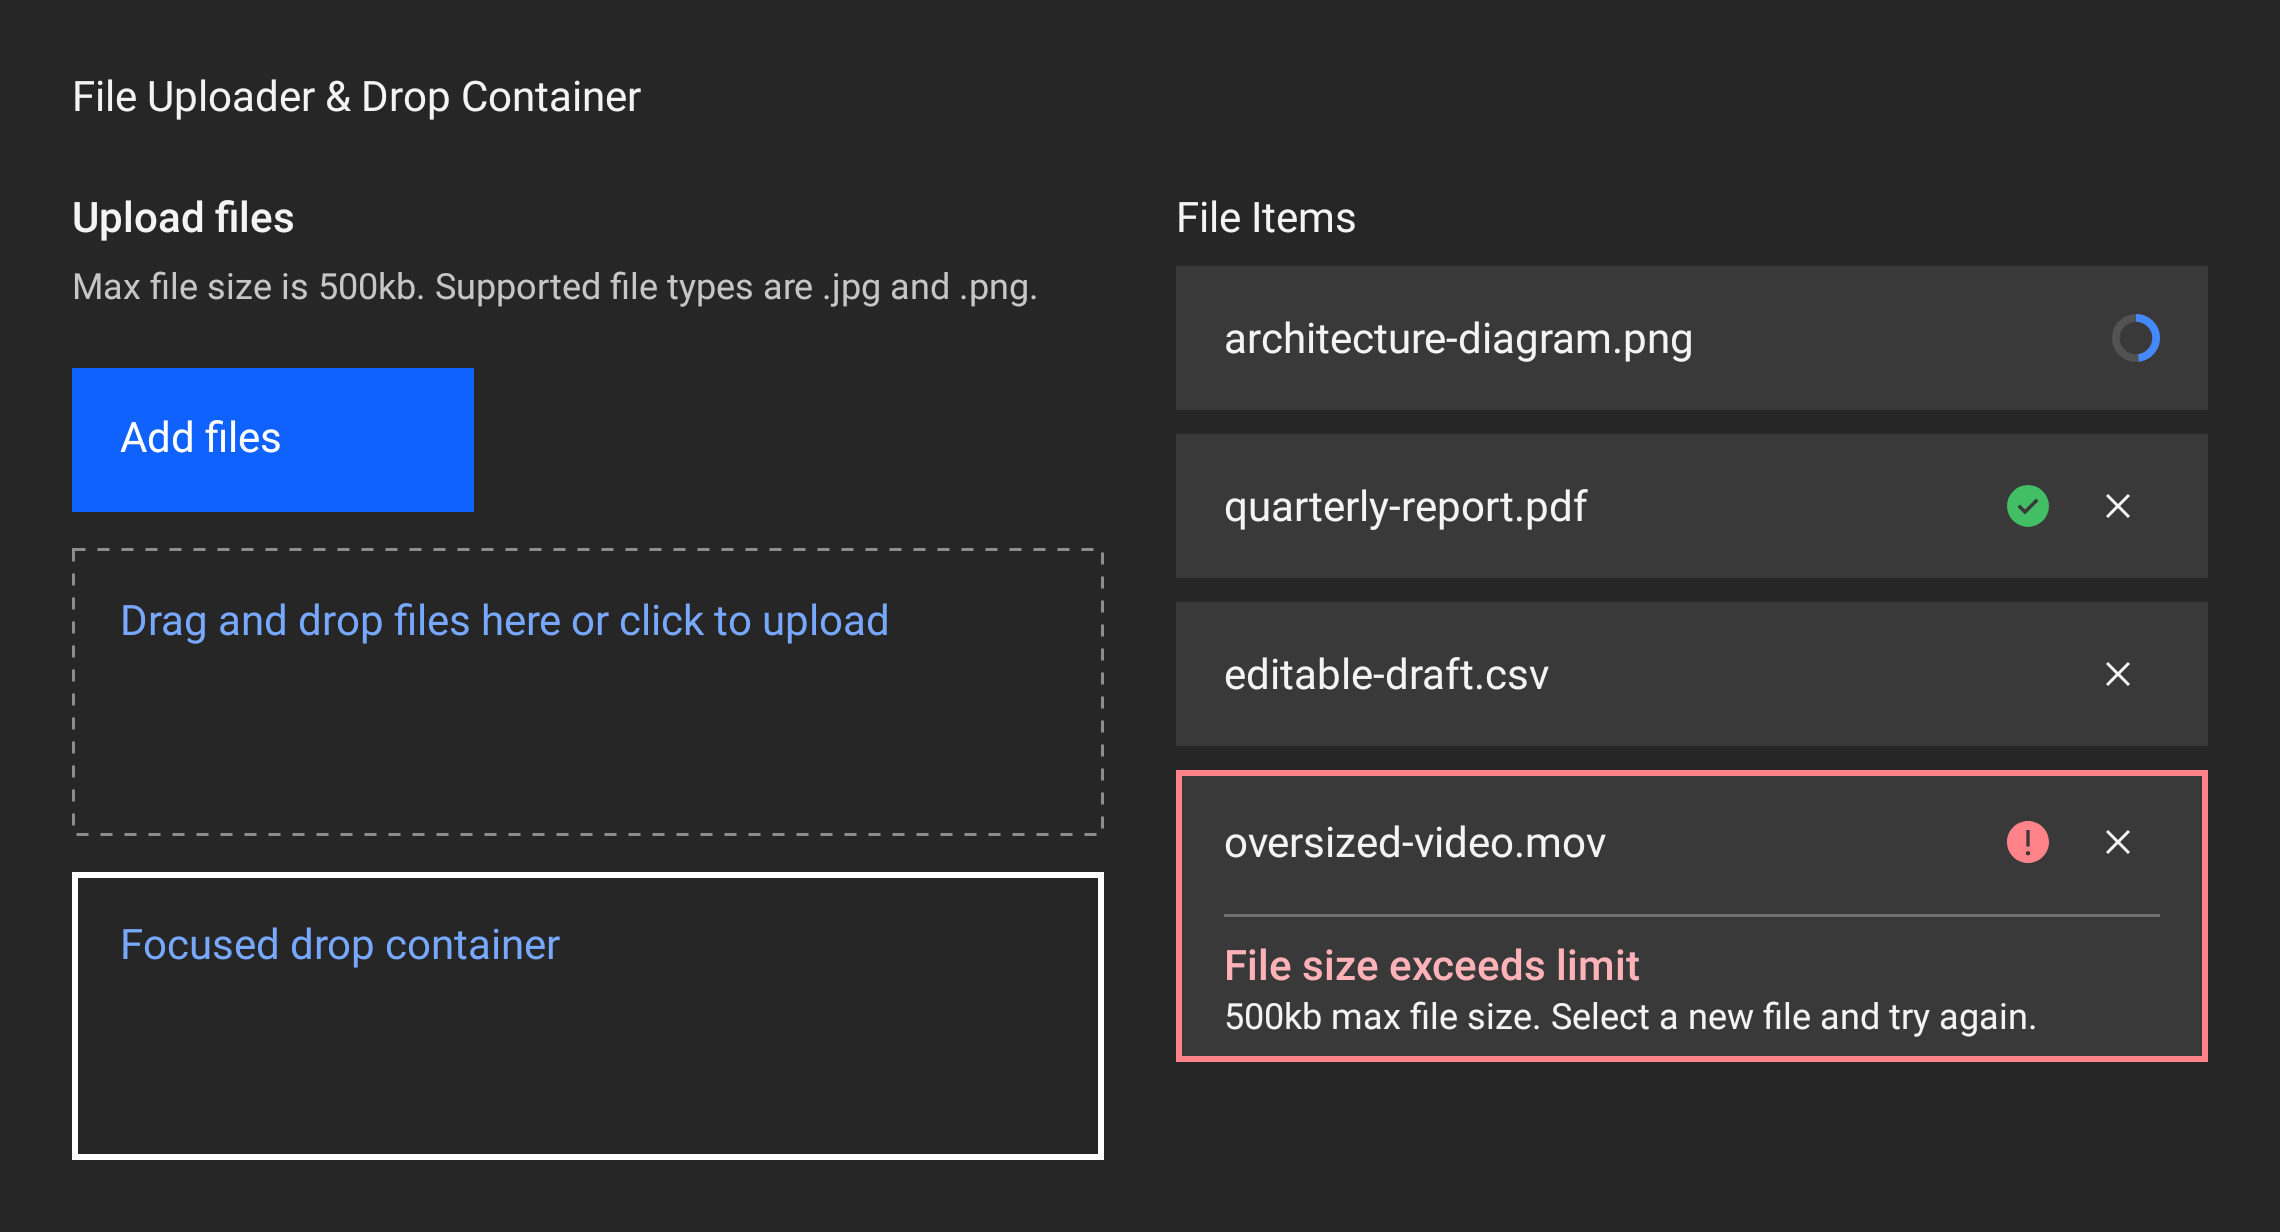 File Uploader & Drop Container
Upload files
Max file size is 500kb. Supported file types are .jpg and .png.
Add files
Drag and drop files here or click to upload
Focused drop container
File Items
architecture-diagram.png
quarterly-report.pdf
editable-draft.csv
oversized-video.mov
File size exceeds limit
500kb max file size. Select a new file and try again.